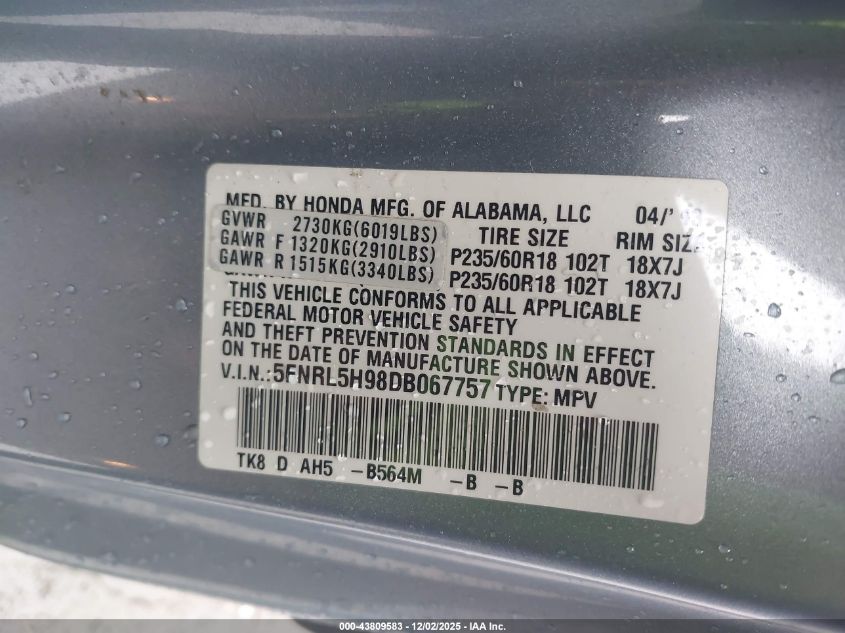 MFD. BY HONDA MFG. OF ALABAMA, LLC 04/'
GVWR 2730KG(6019LBS) TIRE SIZE RIM SIZ
GAWR F 1320KG(2910LBS) P235/60R18 102T 18X7J
GAWR R 1515KG(3340LBS) P235/60R18 102T 18X7J
THIS VEHICLE CONFORMS TO ALL APPLICABLE
FEDERAL MOTOR VEHICLE SAFETY
AND THEFT PREVENTION STANDARDS IN EFFECT
ON THE DATE OF MANUFACTURE SHOWN ABOVE.
V.I.N.:5FNRL5H98DB067757 TYPE: MPV
TK8 D AH5 -B564M -B -B
000-43809583 - 12/02/2025 - IAA Inc.